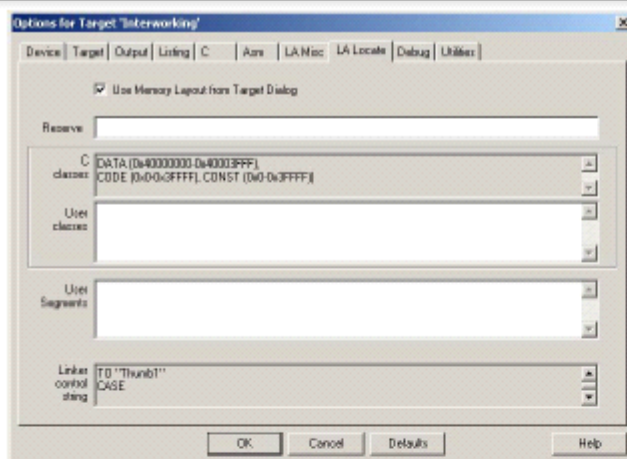 Options for Target 'Interworking'
Device Target Output Listing C Asm LA Misc LA Locate Debug Utilities
Use Memory Layout from Target Dialog
Reserve
C classes
DATA (0x40000000-0x40003FFF),
CODE (0x0-0x3FFFF), CONST (0x0-0x3FFFF)
User classes
User Segments
Linker control string
TO "Thumb1"
CASE
OK Cancel Defaults Help